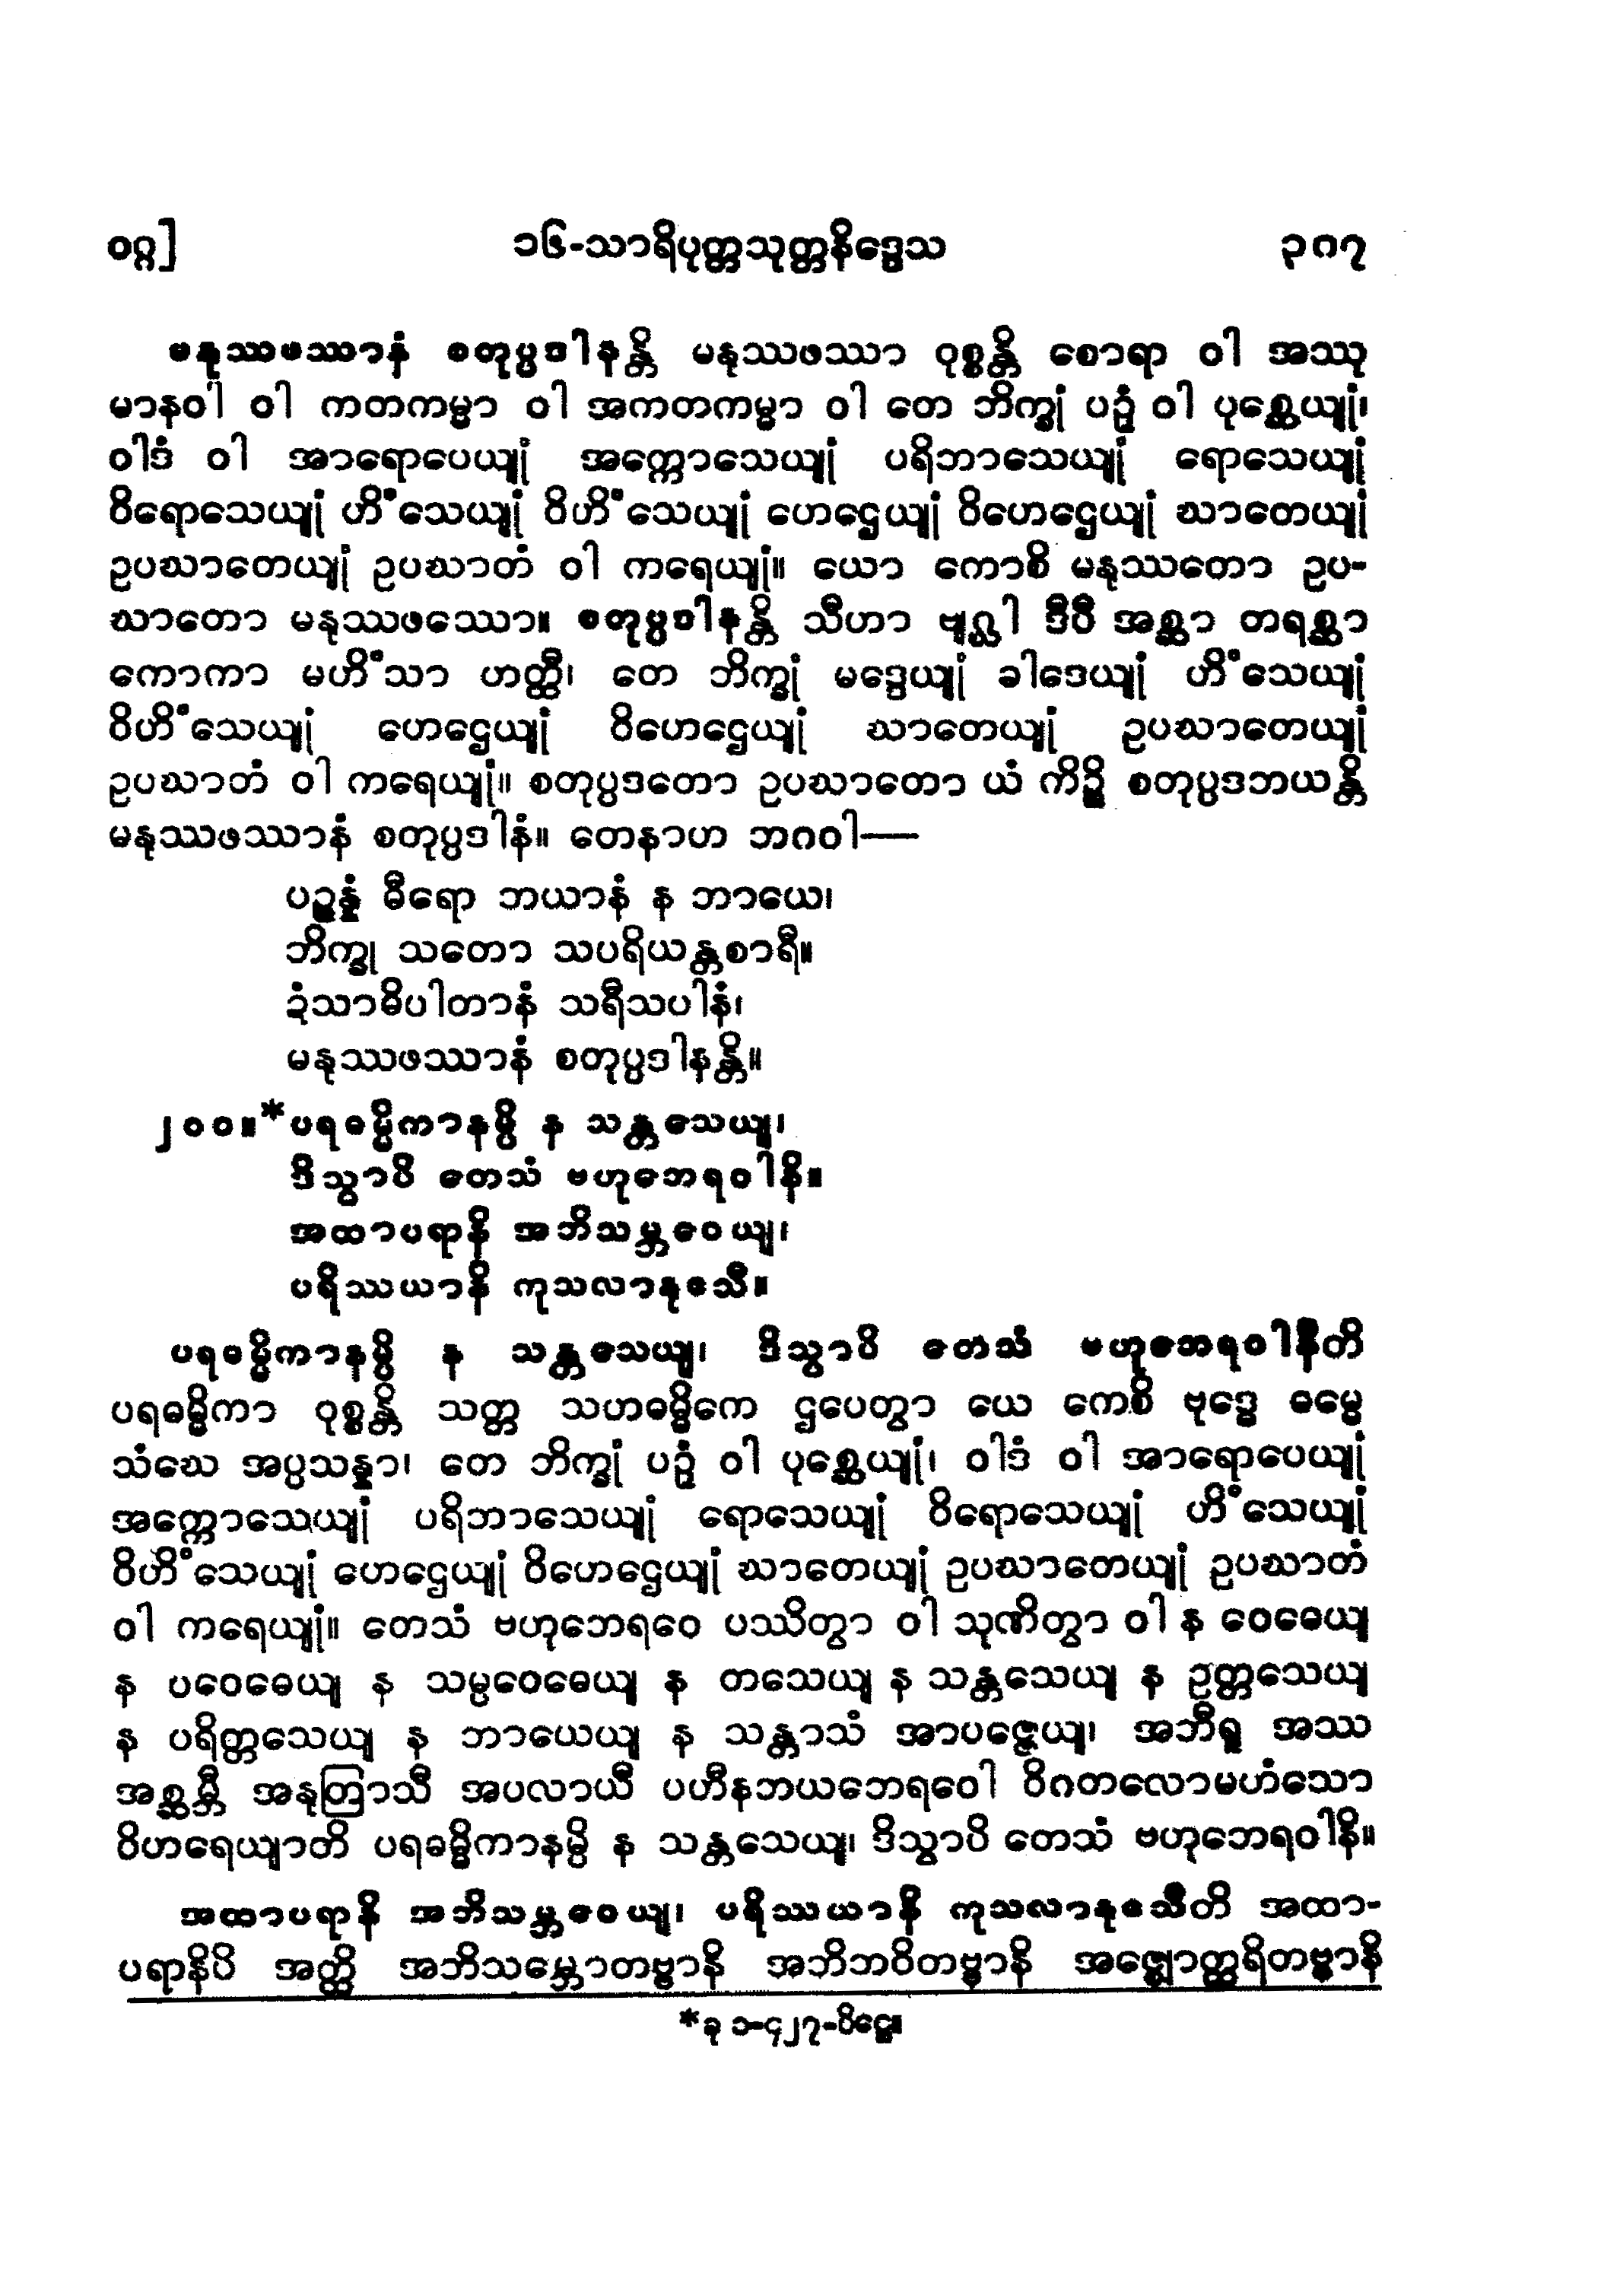 ဝဂ္ဂ] ၁၆-သာရိပုတ္တသုတ္တနိဒ္ဒေသ ၃၈၇
မနုဿဖဿာနံ စတုပ္ပဒါနန္တိ မနုဿဖဿာ ဝုစ္စန္တိ စောရာ ဝါ အဿု
မာနဝါ ဝါ ကတကမ္မာ ဝါ အကတကမ္မာ ဝါ တေ ဘိက္ခုံ ပဉှံ ဝါ ပုစ္ဆေယျုံ၊
ဝါဒံ ဝါ အာရောပေယျုံ အက္ကောသေယျုံ ပရိဘာသေယျုံ ရောသေယျုံ
ဝိရောသေယျုံ ဟိံသေယျုံ ဝိဟိံသေယျုံ ဟေဌေယျုံ ဝိဟေဌေယျုံ ဃာတေယျုံ
ဥပဃာတေယျုံ ဥပဃာတံ ဝါ ကရေယျုံ။ ယော ကောစိ မနုဿတော ဥပ-
ဃာတော မနုဿဖဿော။ စတုပ္ပဒါနန္တိ သီဟာ ဗျဂ္ဃါ ဒီပီ အစ္ဆာ တရစ္ဆာ
ကောကာ မဟိံသာ ဟတ္ထီ၊ တေ ဘိက္ခုံ မဒ္ဒေယျုံ ခါဒေယျုံ ဟိံသေယျုံ
ဝိဟိံသေယျုံ ဟေဌေယျုံ ဝိဟေဌေယျုံ ဃာတေယျုံ ဥပဃာတေယျုံ
ဥပဃာတံ ဝါ ကရေယျုံ။ စတုပ္ပဒတော ဥပဃာတော ယံ ကိဉ္စိ စတုပ္ပဒဘယန္တိ
မနုဿဖဿာနံ စတုပ္ပဒါနံ။ တေနာဟ ဘဂဝါ—
ပဉ္စန္နံ ဓီရော ဘယာနံ န ဘာယေ၊
ဘိက္ခု သတော သပရိယန္တစာရီ။
ဍံသာဓိပါတာနံ သရီသပါနံ၊
မနုဿဖဿာနံ စတုပ္ပဒါနန္တိ။
၂၀၀။*ပရဓမ္မိကာနမ္ပိ န သန္တသေယျ၊
ဒိသွာပိ တေသံ ဗဟုဘေရဝါနိ။
အထာပရာနိ အဘိသမ္ဘဝေယျ၊
ပရိဿယာနိ ကုသလာနုဧသီ။
ပရဓမ္မိကာနမ္ပိ န သန္တသေယျ၊ ဒိသွာပိ တေသံ ဗဟုဘေရဝါနီတိ
ပရဓမ္မိကာ ဝုစ္စန္တိ သတ္တ သဟဓမ္မိကေ ဌပေတွာ ယေ ကေစိ ဗုဒ္ဓေ ဓမ္မေ
သံဃေ အပ္ပသန္နာ၊ တေ ဘိက္ခုံ ပဉှံ ဝါ ပုစ္ဆေယျုံ၊ ဝါဒံ ဝါ အာရောပေယျုံ
အက္ကောသေယျုံ ပရိဘာသေယျုံ ရောသေယျုံ ဝိရောသေယျုံ ဟိံသေယျုံ
ဝိဟိံသေယျုံ ဟေဌေယျုံ ဝိဟေဌေယျုံ ဃာတေယျုံ ဥပဃာတေယျုံ ဥပဃာတံ
ဝါ ကရေယျုံ။ တေသံ ဗဟုဘေရဝေ ပဿိတွာ ဝါ သုဏိတွာ ဝါ န ဝေဓေယျ
န ပဝေဓေယျ န သမ္ပဝေဓေယျ န တသေယျ န သန္တသေယျ န ဥတ္တသေယျ
န ပရိတ္တသေယျ န ဘာယေယျ န သန္တာသံ အာပဇ္ဇေယျ၊ အဘီရူ အဿ
အစ္ဆမ္ဘီ အနုတြာသီ အပလာယီ ပဟီနဘယဘေရဝေါ ဝိဂတလောမဟံသော
ဝိဟရေယျာတိ ပရဓမ္မိကာနမ္ပိ န သန္တသေယျ၊ ဒိသွာပိ တေသံ ဗဟုဘေရဝါနိ။
အထာပရာနိ အဘိသမ္ဘဝေယျ၊ ပရိဿယာနိ ကုသလာနုဧသီတိ အထာ-
ပရာနိပိ အတ္ထိ အဘိသမ္ဘောတဗ္ဗာနိ အဘိဘဝိတဗ္ဗာနိ အဇ္ဈောတ္ထရိတဗ္ဗာနိ
*ခု ၁-၄၂၇-ပိဋ္ဌေ။